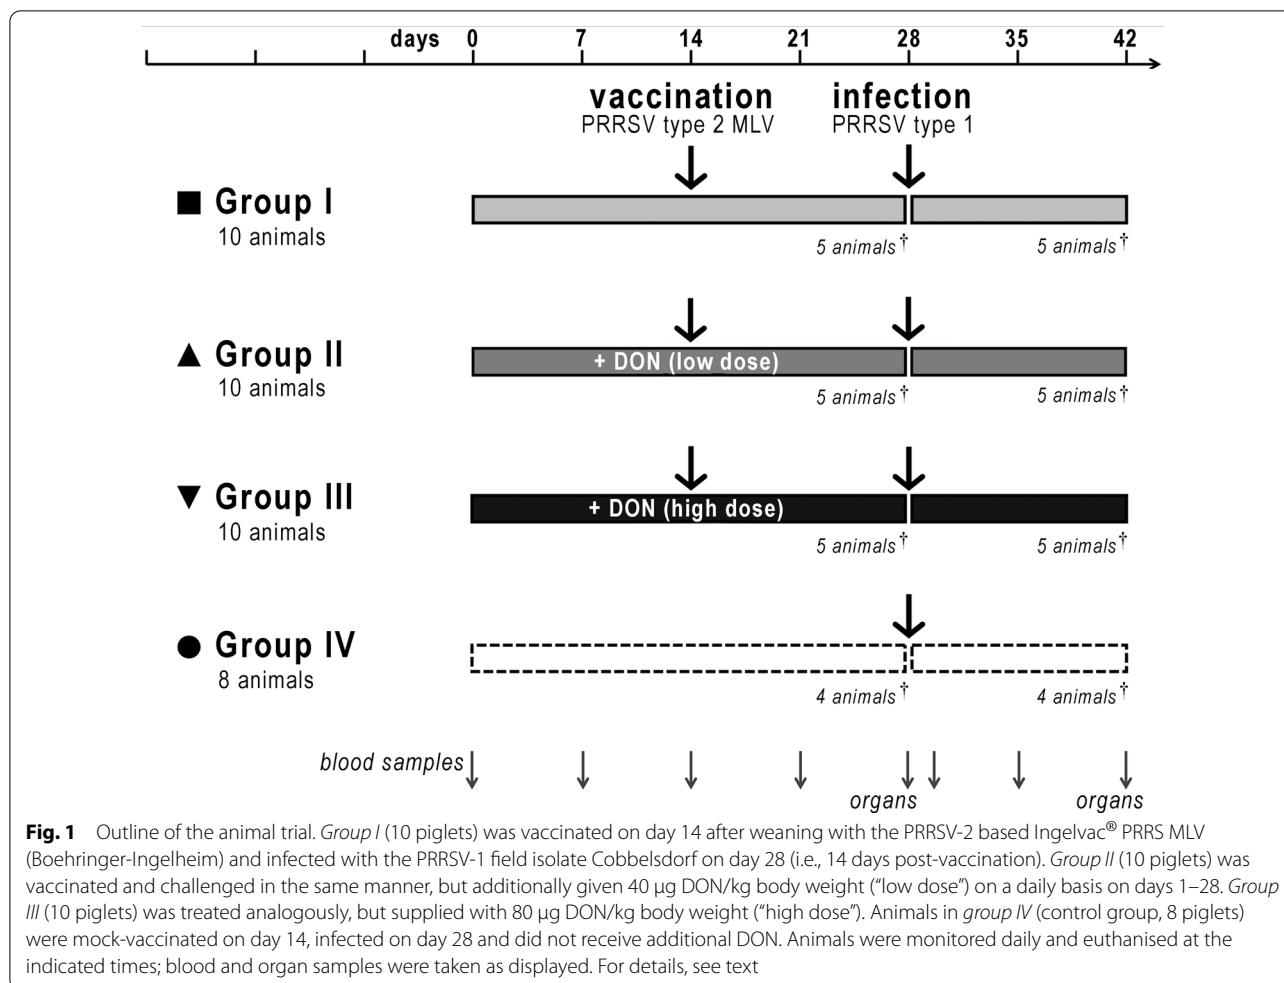 days 0 7 14 21 28 35 42
vaccination infection
PRRSV type 2 MLV PRRSV type 1
■ Group I
10 animals
5 animals† 5 animals†
▲ Group II
+ DON (low dose)
10 animals
5 animals† 5 animals†
▼ Group III
+ DON (high dose)
10 animals
5 animals† 5 animals†
● Group IV
8 animals
4 animals† 4 animals†
blood samples
organs organs
Fig. 1 Outline of the animal trial. Group I (10 piglets) was vaccinated on day 14 after weaning with the PRRSV-2 based Ingelvac® PRRS MLV
(Boehringer-Ingelheim) and infected with the PRRSV-1 field isolate Cobbelsdorf on day 28 (i.e., 14 days post-vaccination). Group II (10 piglets) was
vaccinated and challenged in the same manner, but additionally given 40 µg DON/kg body weight (“low dose”) on a daily basis on days 1–28. Group
III (10 piglets) was treated analogously, but supplied with 80 µg DON/kg body weight (“high dose”). Animals in group IV (control group, 8 piglets)
were mock-vaccinated on day 14, infected on day 28 and did not receive additional DON. Animals were monitored daily and euthanised at the
indicated times; blood and organ samples were taken as displayed. For details, see text